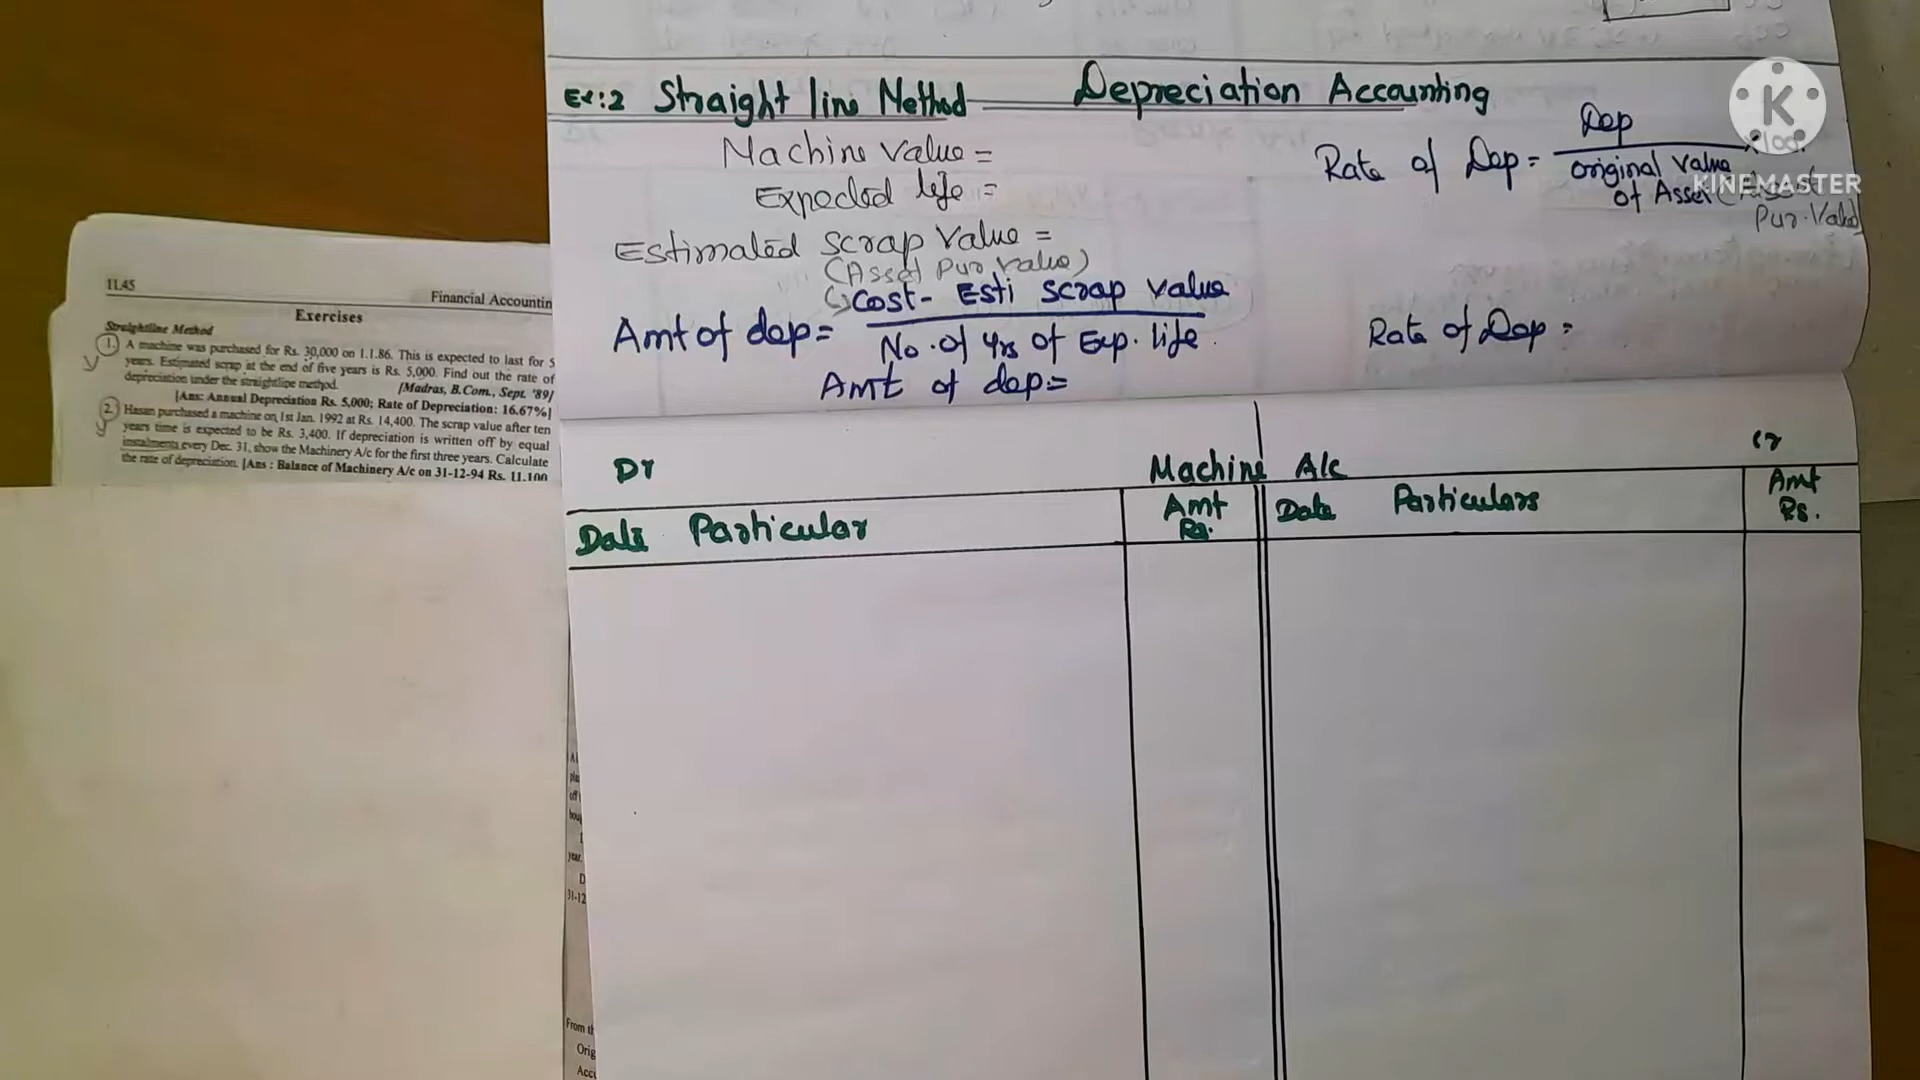 Ex:2 Straight line Method Depreciation Accounting
Machine Value =
Expected life =
Estimated Scrap Value =
(Asset pur value)
Amt of dep = Cost - Esti scrap value
No. of Yrs of Exp. life.
Amt of dep =
Rate of Dep = Dep
original value
of Asset
Pur. Value)
Rate of Dep =
K
KINEMASTER
11.45
Financial Accountin
Exercises
Straightline Method
1. A machine was purchased for Rs. 30,000 on 1.1.86. This is expected to last for 5
years. Estimated scrap at the end of five years is Rs. 5,000. Find out the rate of
depreciation under the straightline method. [Madras, B.Com., Sept. '89]
[Ans: Annual Depreciation Rs. 5,000; Rate of Depreciation: 16.67%]
2. Hasan purchased a machine on 1st Jan. 1992 at Rs. 14,400. The scrap value after ten
years time is expected to be Rs. 3,400. If depreciation is written off by equal
instalments every Dec. 31, show the Machinery A/c for the first three years. Calculate
the rate of depreciation. [Ans : Balance of Machinery A/c on 31-12-94 Rs. 11,100
Dr Machine A/c Cr
Date Particular Amt Rs. Date Particulars Amt Rs.
off
year.
D
31-12
From th
Orig
Accu